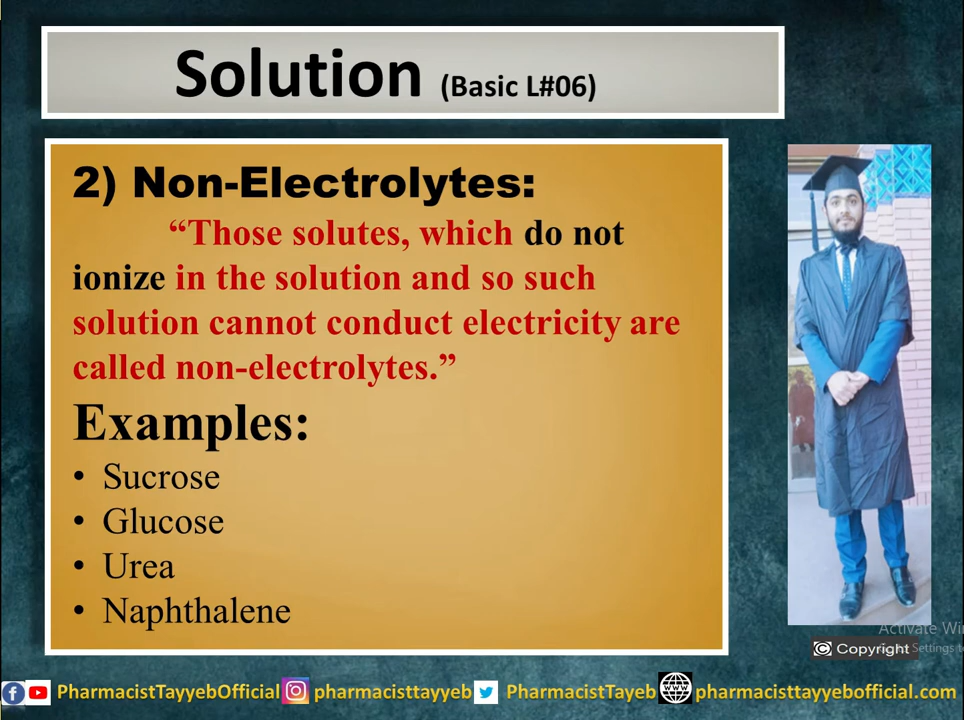 Solution (Basic L#06)
2) Non-Electrolytes:
“Those solutes, which do not
ionize in the solution and so such
solution cannot conduct electricity are
called non-electrolytes.”
Examples:
• Sucrose
• Glucose
• Urea
• Naphthalene
Activate Wi
© Copyright Settings t
PharmacistTayyebOfficial pharmacisttayyeb PharmacistTayeb WWW pharmacisttayyebofficial.com